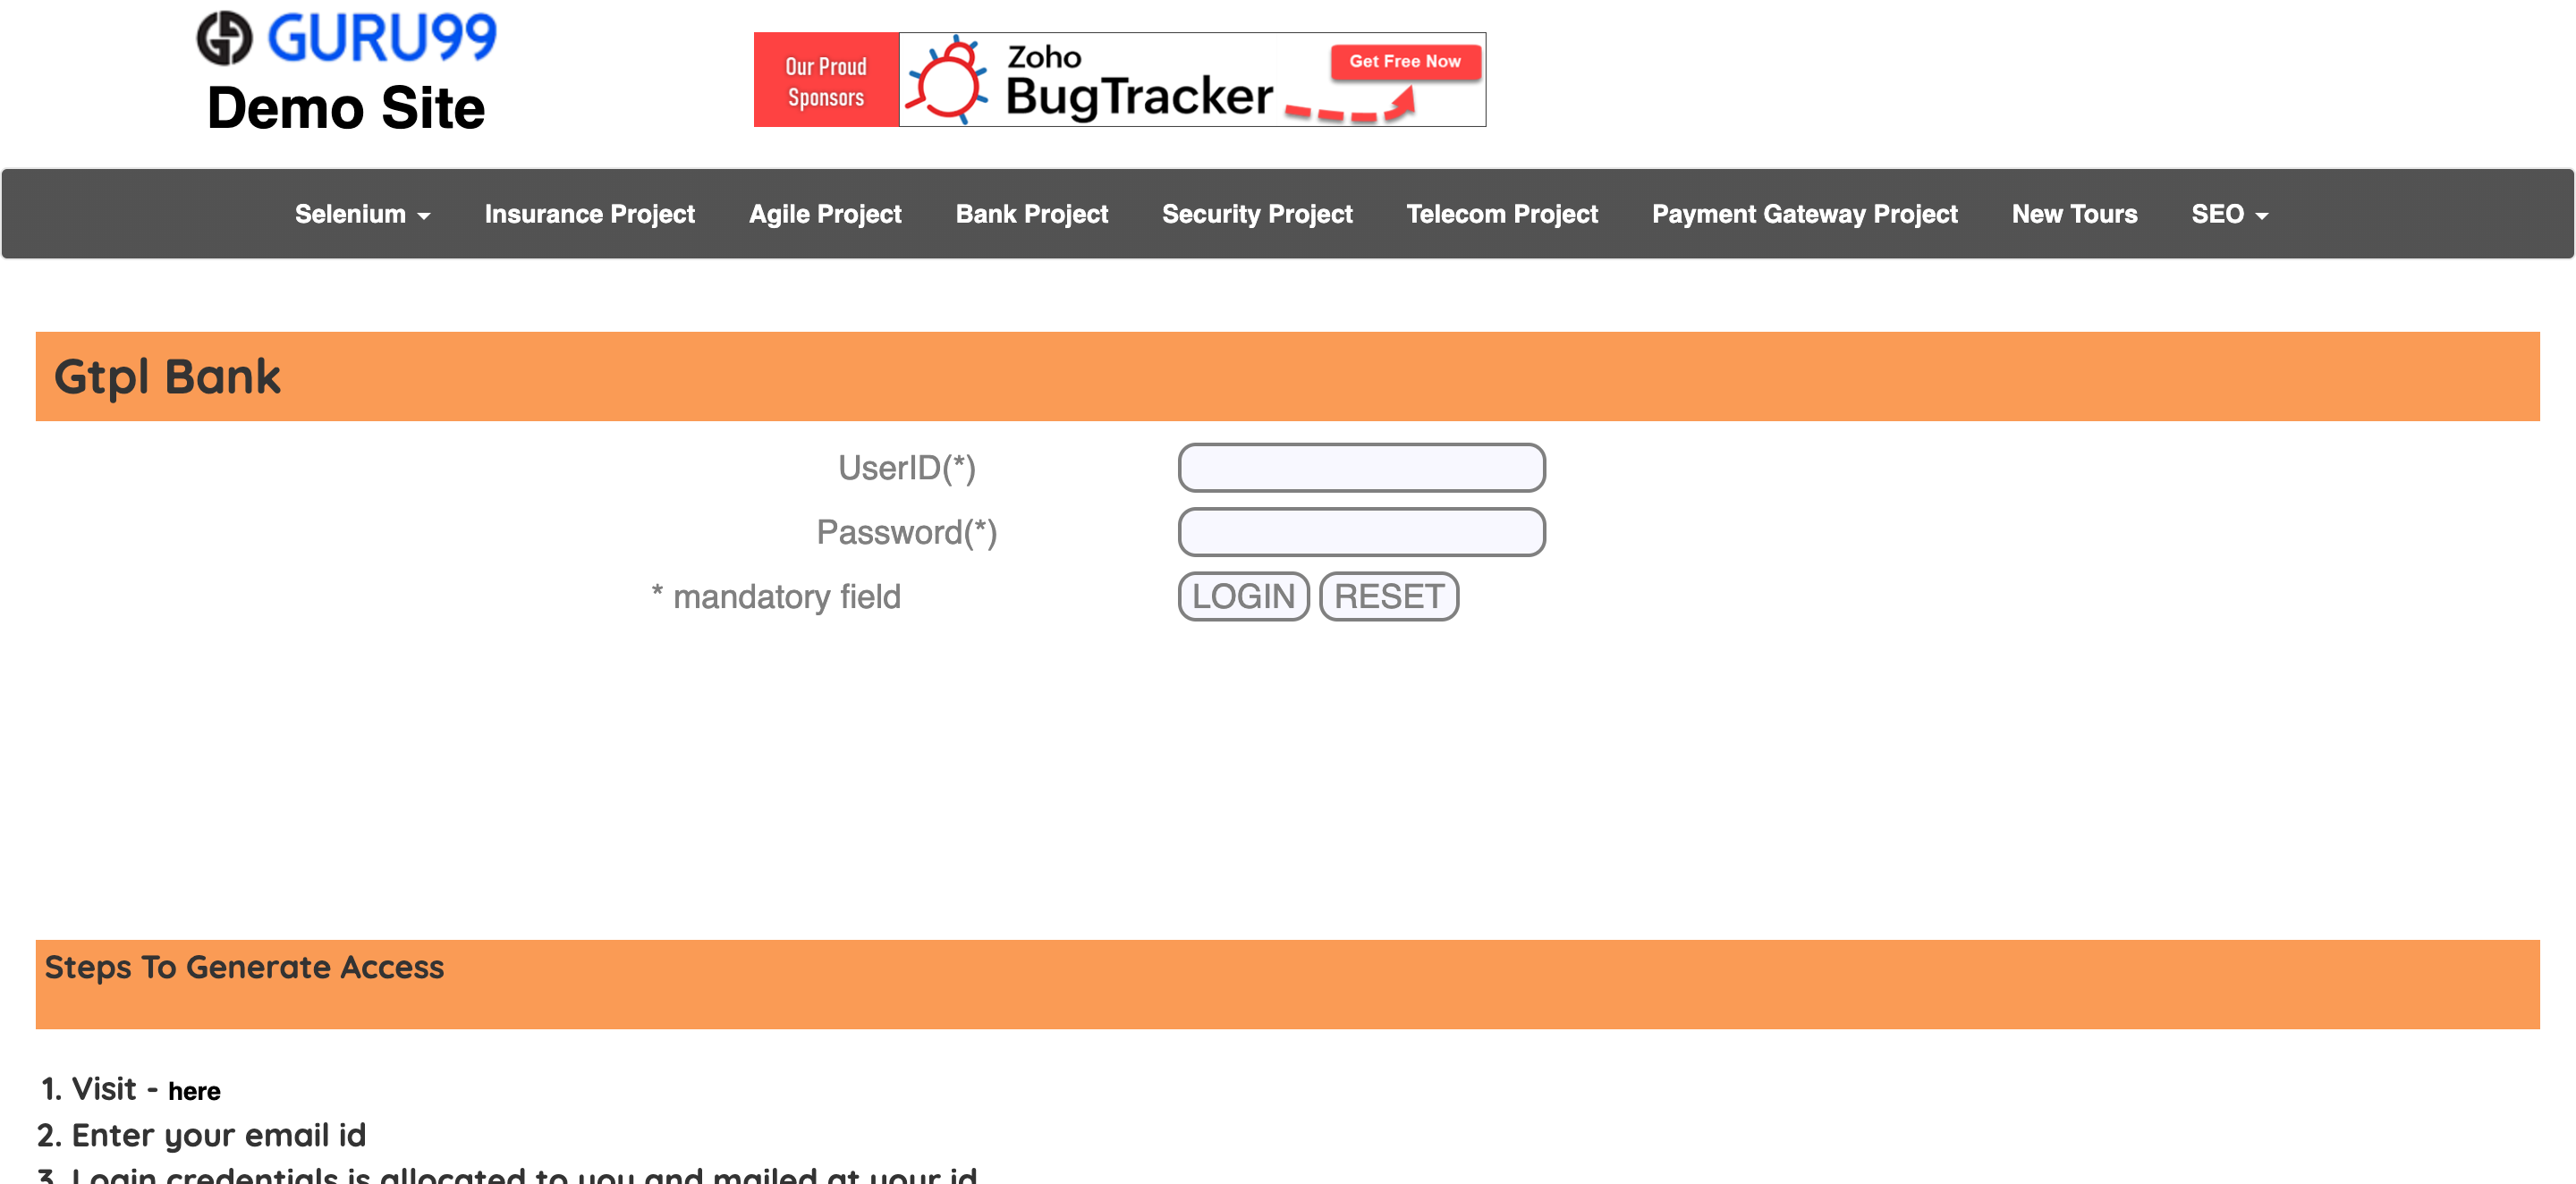 GURU99
Demo Site
Our Proud
Sponsors
Zoho
BugTracker
Get Free Now
Selenium Insurance Project Agile Project Bank Project Security Project Telecom Project Payment Gateway Project New Tours SEO
Gtpl Bank
UserID(*)
Password(*)
* mandatory field LOGIN RESET
Steps To Generate Access
1. Visit - here
2. Enter your email id
3. Login credentials is allocated to you and mailed at your id